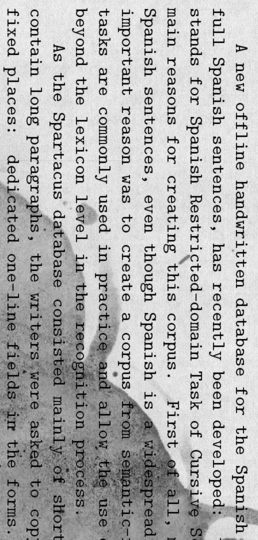 A new offline handwritten database for the Spanish
full Spanish sentences, has recently been developed:
stands for Spanish Restricted-domain Task of Cursive S
main reasons for creating this corpus. First of all,
Spanish sentences, even though Spanish is a widespread
important reason was to create a corpus from semantic-
tasks are commonly used in practice and allow the use
beyond the lexicon level in the recognition process.
As the Spartacus database consisted mainly of short
contain long paragraphs, the writers were asked to cop
fixed places: dedicated one-line fields in the forms.